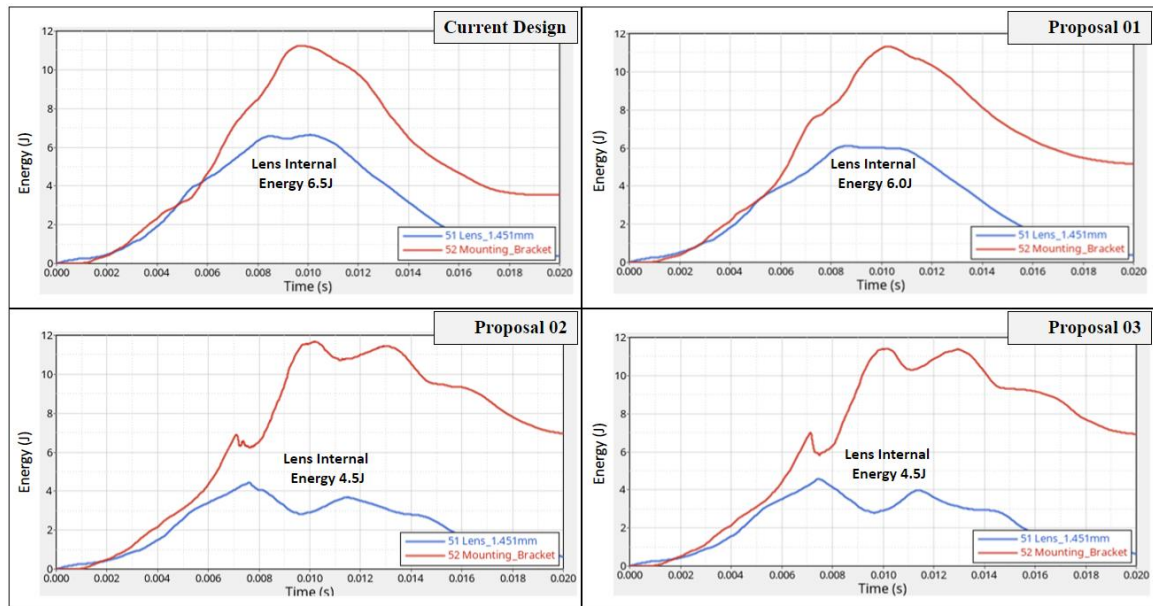 Current Design
12
10
8
6
4
2
0
Energy (J)
Lens Internal
Energy 6.5J
51 Lens_1.451mm
52 Mounting_Bracket
0.000 0.002 0.004 0.006 0.008 0.010 0.012 0.014 0.016 0.018 0.020
Time (s)
Proposal 01
12
10
8
6
4
2
0
Energy (J)
Lens Internal
Energy 6.0J
51 Lens_1.451mm
52 Mounting_Bracket
0.000 0.002 0.004 0.006 0.008 0.010 0.012 0.014 0.016 0.018 0.020
Time (s)
Proposal 02
12
10
8
6
4
2
0
Energy (J)
Lens Internal
Energy 4.5J
51 Lens_1.451mm
52 Mounting_Bracket
0.000 0.002 0.004 0.006 0.008 0.010 0.012 0.014 0.016 0.018 0.020
Time (s)
Proposal 03
12
10
8
6
4
2
0
Energy (J)
Lens Internal
Energy 4.5J
51 Lens_1.451mm
52 Mounting_Bracket
0.000 0.002 0.004 0.006 0.008 0.010 0.012 0.014 0.016 0.018 0.020
Time (s)